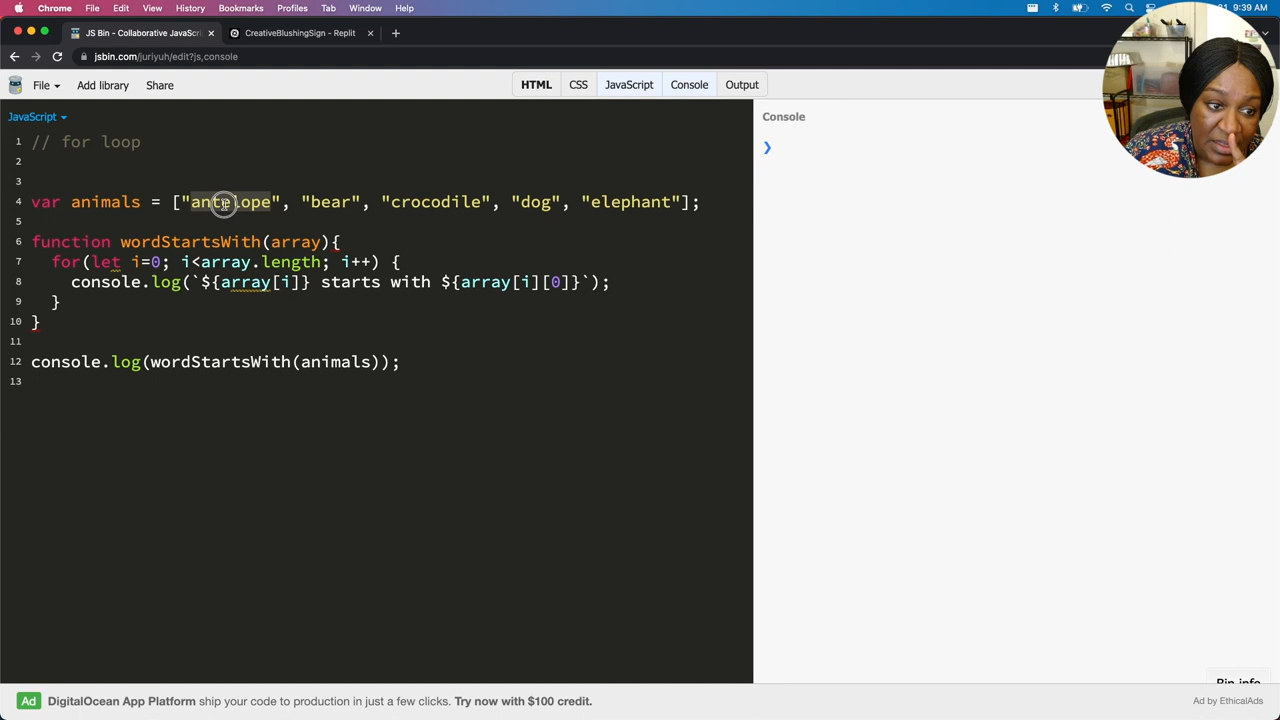 Chrome File Edit View History Bookmarks Profiles Tab Window Help 9:39 AM
JS Bin - Collaborative JavaScri CreativeBlushingSign - Replit
jsbin.com/juriyuh/edit?js,console
File Add library Share HTML CSS JavaScript Console Output
JavaScript Console
1 // for loop
2
3
4 var animals = ["antelope", "bear", "crocodile", "dog", "elephant"];
5
6 function wordStartsWith(array){
7 for(let i=0; i<array.length; i++) {
8 console.log(`${array[i]} starts with ${array[i][0]}`);
9 }
10 }
11
12 console.log(wordStartsWith(animals));
13
Bin info
Ad DigitalOcean App Platform ship your code to production in just a few clicks. Try now with $100 credit. Ad by EthicalAds